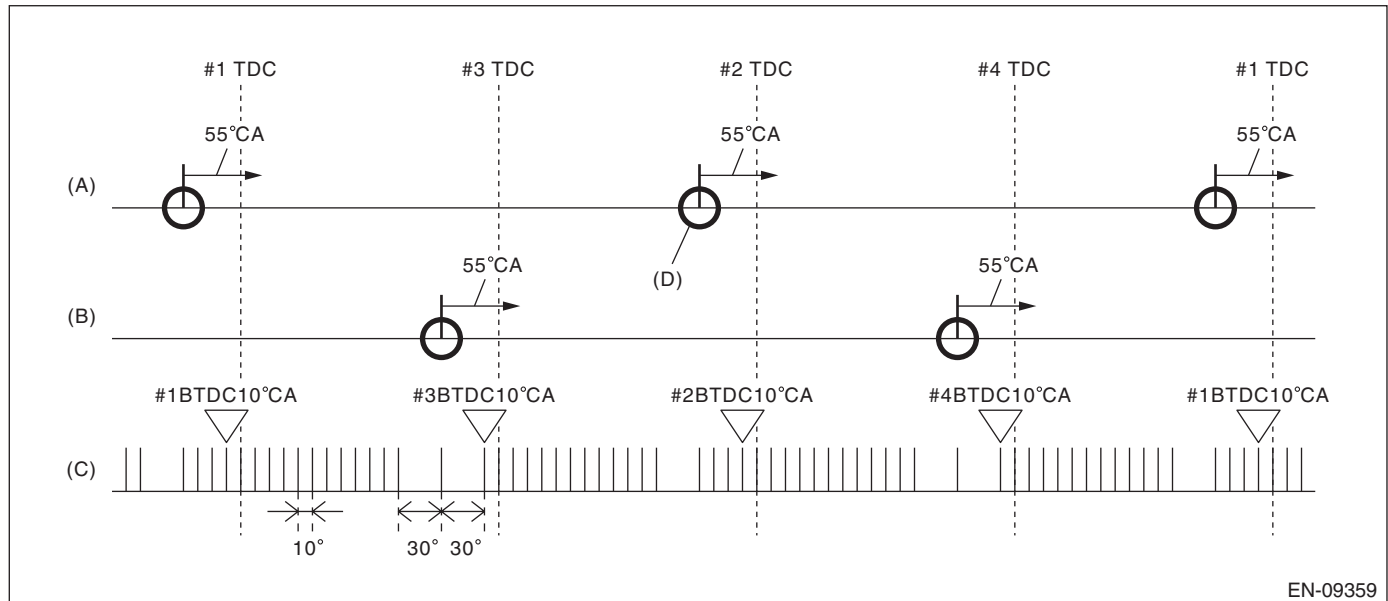 #1 TDC #3 TDC #2 TDC #4 TDC #1 TDC
55°CA 55°CA 55°CA
(A)
55°CA 55°CA
(D)
(B)
#1BTDC10°CA #3BTDC10°CA #2BTDC10°CA #4BTDC10°CA #1BTDC10°CA
(C)
10° 30° 30°
EN-09359